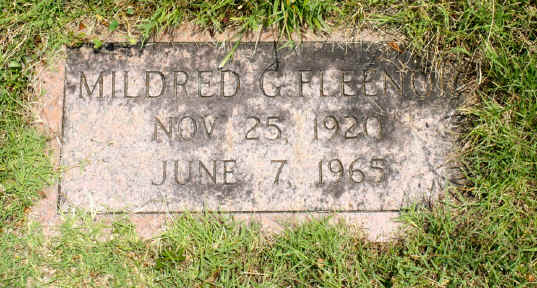 MILDRED G. FLEENOR
NOV. 25, 1920
JUNE 7, 1965